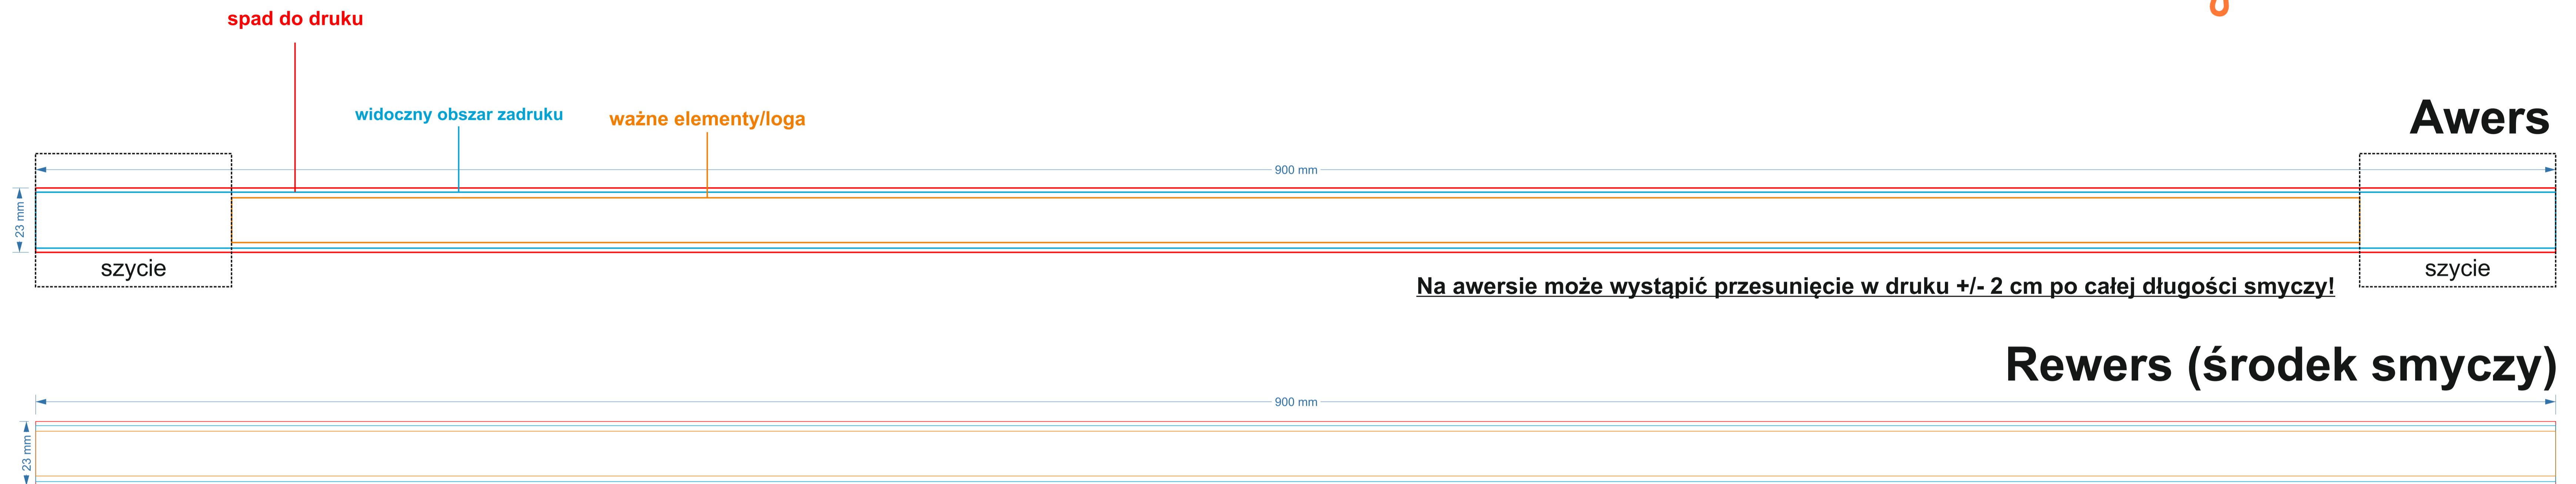 spad do druku
widoczny obszar zadruku
ważne elementy/loga
Awers
900 mm
23 mm
szycie
szycie
Na awersie może wystąpić przesunięcie w druku +/- 2 cm po całej długości smyczy!
Rewers (środek smyczy)
900 mm
23 mm